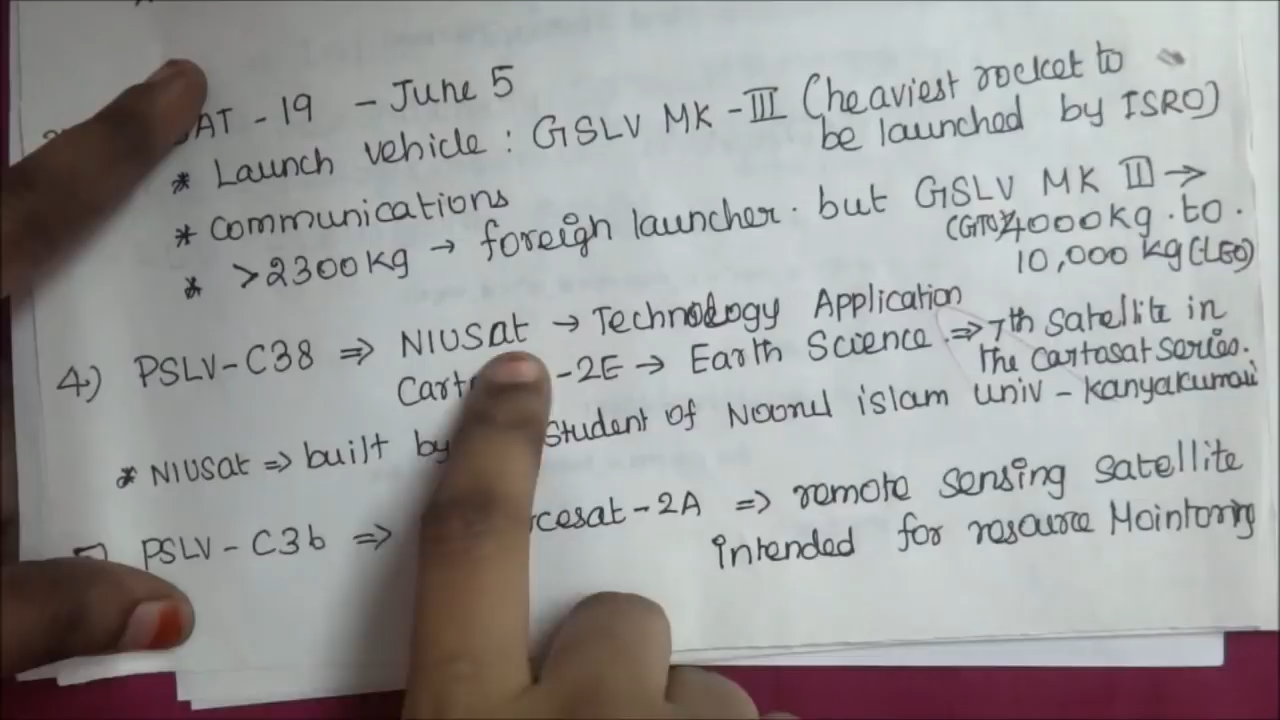 AT - 19 - June 5
* Launch vehicle : GSLV MK - III (heaviest rocket to
be launched by ISRO)
* communications
* >2300kg → foreign launcher. but GSLV MK III →
(GTO) 4000kg. to.
10,000 kg (LEO)
4) PSLV-C38 ⇒ NIUSat → Technology Application
Cart -2E → Earth Science. ⇒ 7th Satellite in
the Cartosat series.
* NIUSat ⇒ built by Student of Noorul islam Univ - Kanyakumari
PSLV - C36 ⇒ rcesat-2A ⇒ remote sensing satellite
intended for resource Mointoring